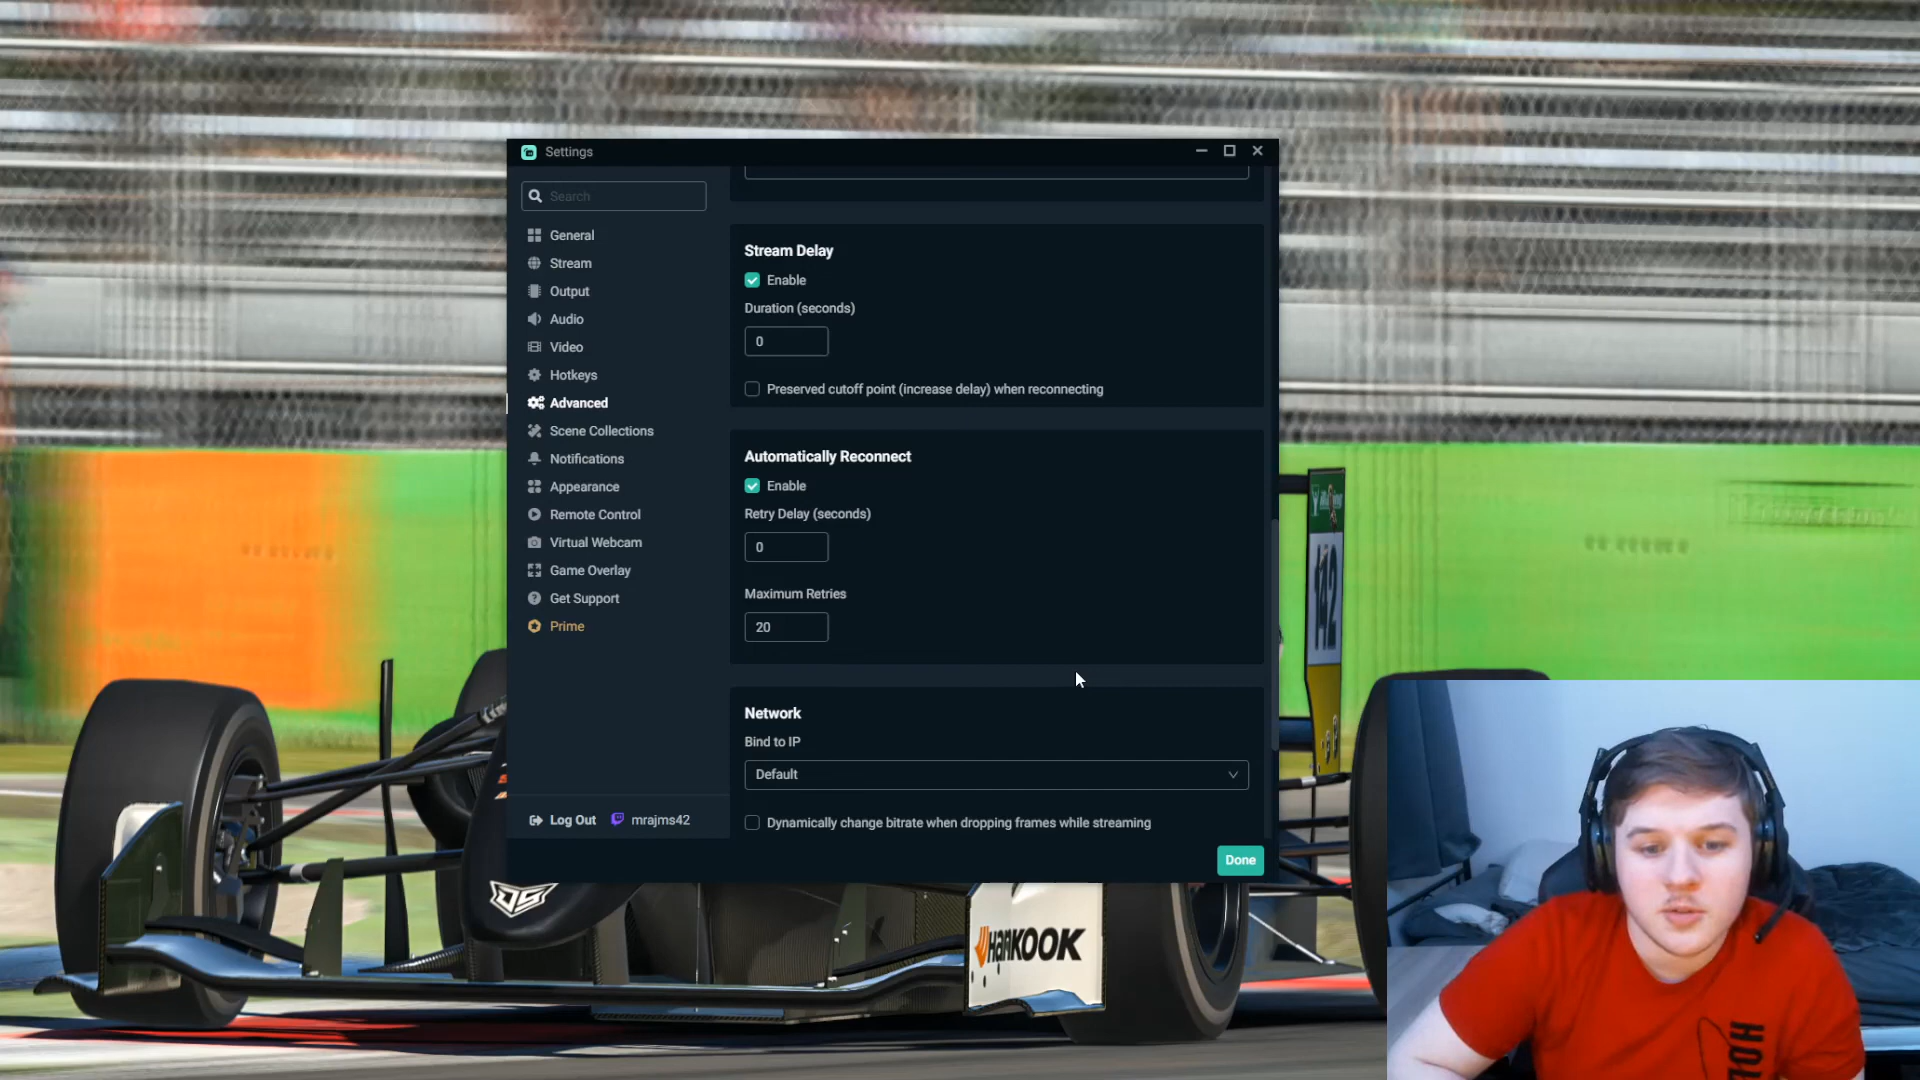 Settings
Search
General
Stream
Output
Audio
Video
Hotkeys
Advanced
Scene Collections
Notifications
Appearance
Remote Control
Virtual Webcam
Game Overlay
Get Support
Prime
Log Out
mrajms42
Stream Delay
Enable
Duration (seconds)
0
Preserved cutoff point (increase delay) when reconnecting
Automatically Reconnect
Enable
Retry Delay (seconds)
0
Maximum Retries
20
Network
Bind to IP
Default
Dynamically change bitrate when dropping frames while streaming
Done
142
HANKOOK